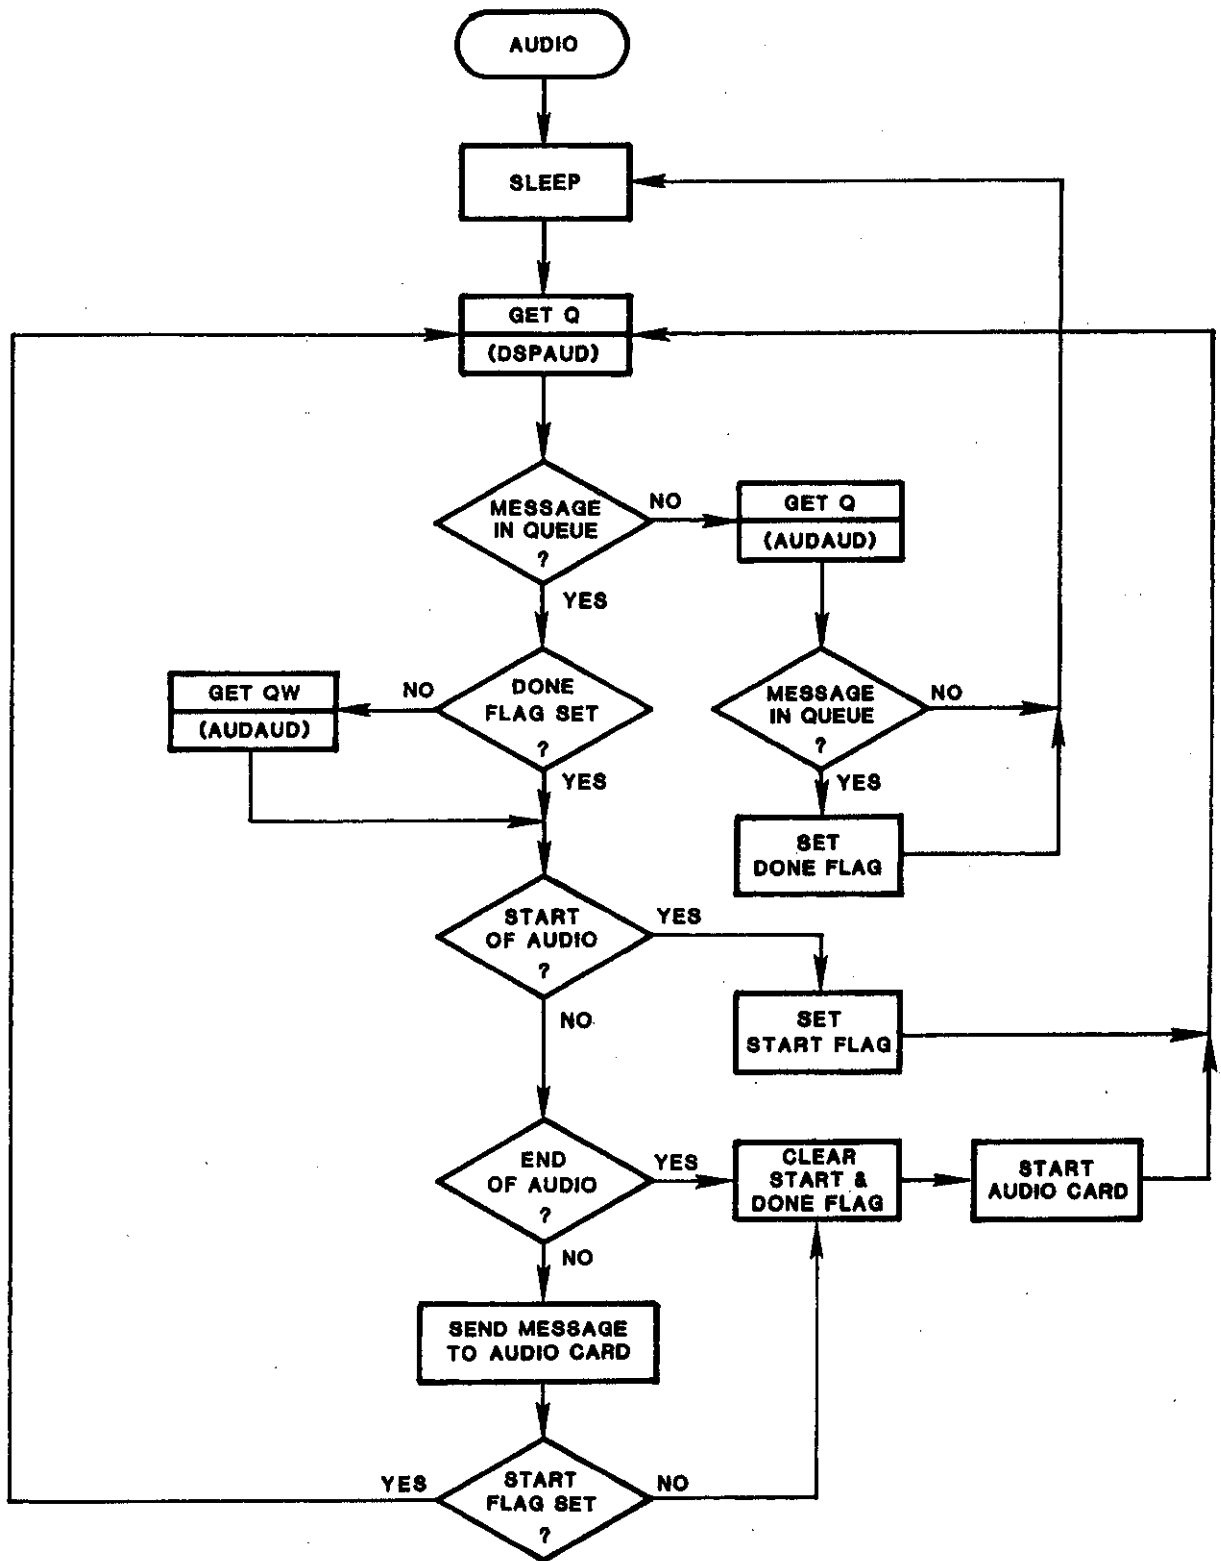 AUDIO
SLEEP
GET Q
(DSPAUD)
MESSAGE
IN QUEUE
?
NO
GET Q
(AUDAUD)
YES
DONE
FLAG SET
?
NO
GET QW
(AUDAUD)
YES
MESSAGE
IN QUEUE
?
NO
YES
SET
DONE FLAG
START
OF AUDIO
?
YES
SET
START FLAG
NO
END
OF AUDIO
?
YES
CLEAR
START &
DONE FLAG
START
AUDIO CARD
NO
SEND MESSAGE
TO AUDIO CARD
START
FLAG SET
?
YES
NO